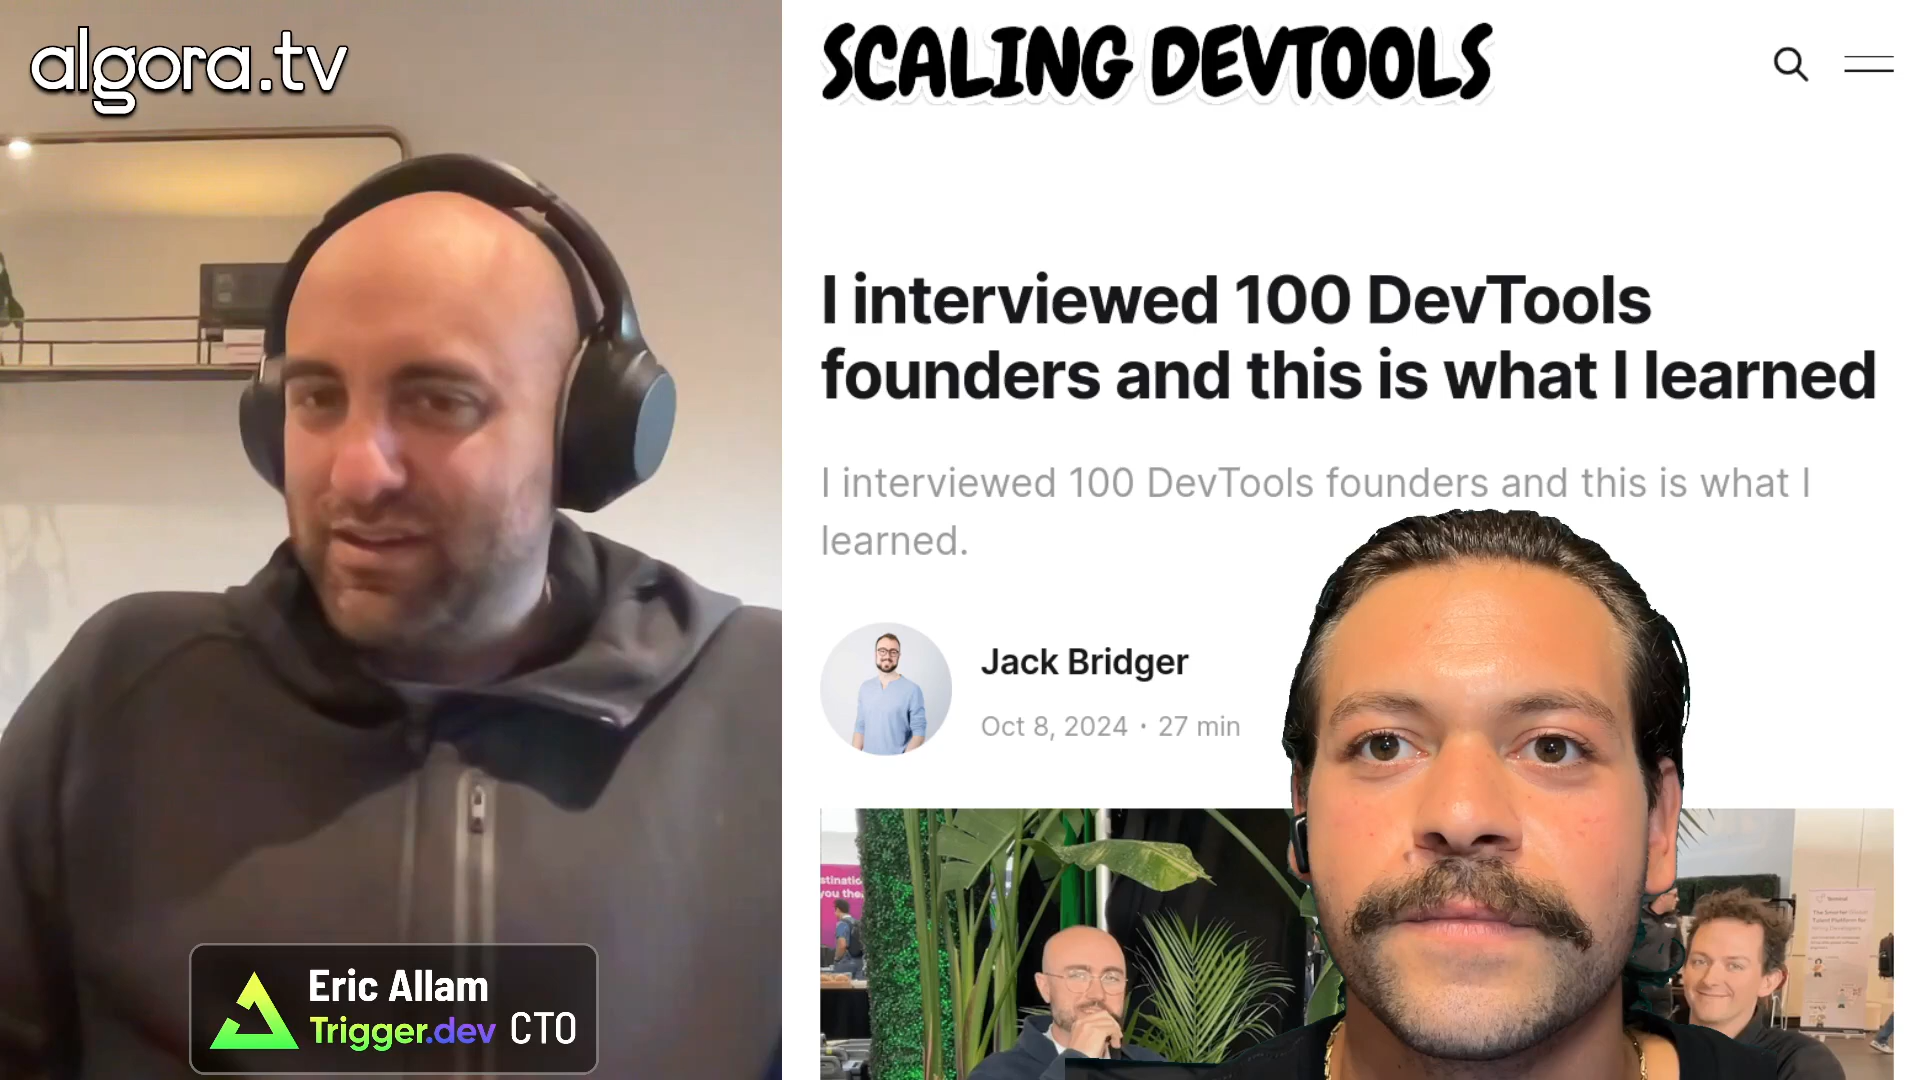 algora.tv
Eric Allam
Trigger.dev CTO
SCALING DEVTOOLS
I interviewed 100 DevTools
founders and this is what I learned
I interviewed 100 DevTools founders and this is what I
learned.
Jack Bridger
Oct 8, 2024 · 27 min